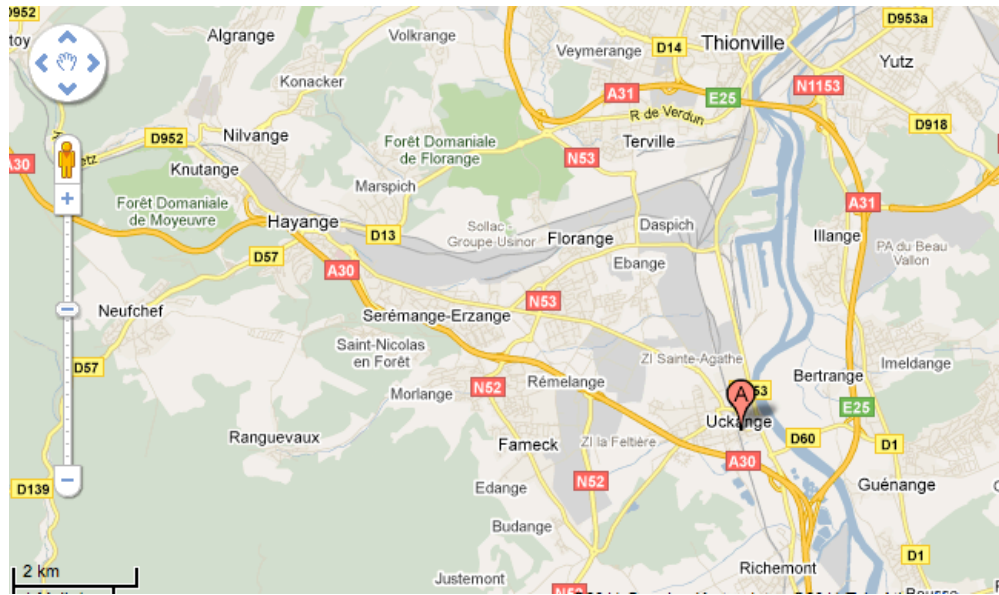 D952
Algrange
Volkrange
Veymerange
D14
Thionville
D953a
Yutz
Konacker
A31
E25
N1153
R de Verdun
D918
D952
Nilvange
Forêt Domaniale
de Florange
N53
Terville
A30
Knutange
Marspich
Forêt Domaniale
de Moyeuvre
A31
Hayange
D13
Sollac -
Groupe Usinor
Florange
Daspich
Illange
PA du Beau
Vallon
D57
A30
Ebange
Neufchef
N53
Serémange-Erzange
Saint-Nicolas
en Forêt
ZI Sainte-Agathe
Imeldange
D57
Bertrange
Morlange
N52
Rémelange
A
53
E25
Uckange
Ranguevaux
Fameck
ZI la Feltière
D60
D1
A30
D139
Edange
N52
Guénange
Budange
D1
2 km
Justemont
Richemont